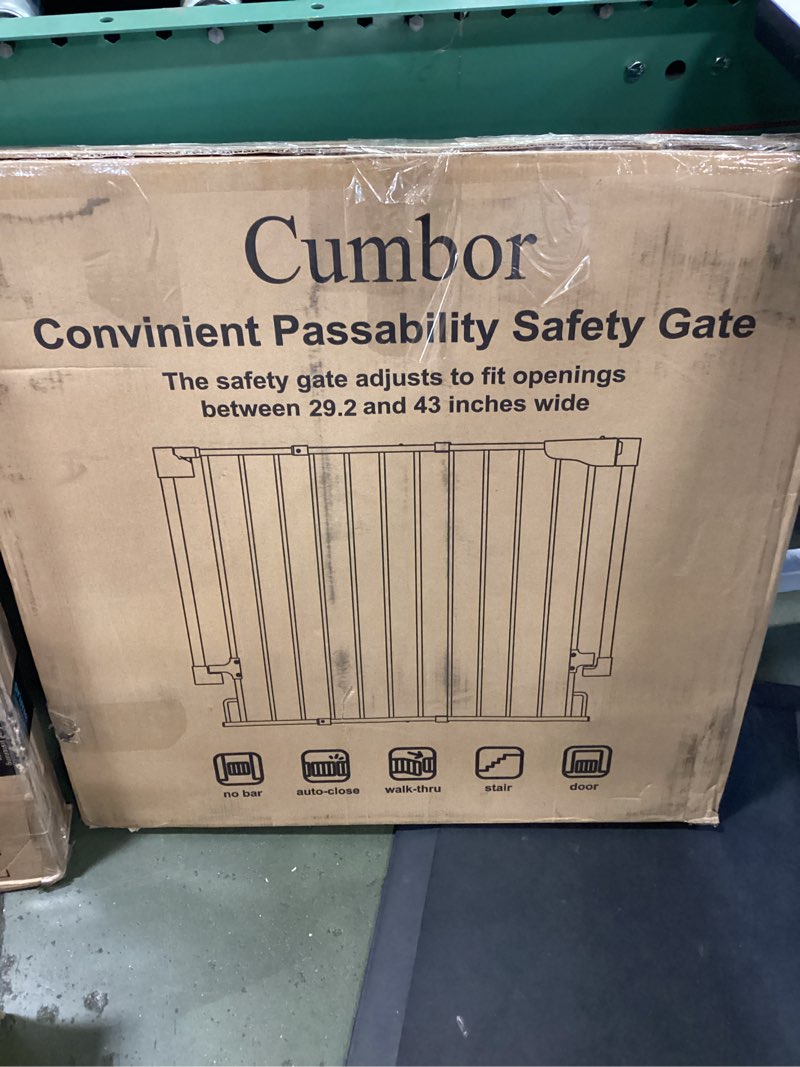 Cumbor
Convinient Passability Safety Gate
The safety gate adjusts to fit openings
between 29.2 and 43 inches wide
no bar
auto-close
walk-thru
stair
door